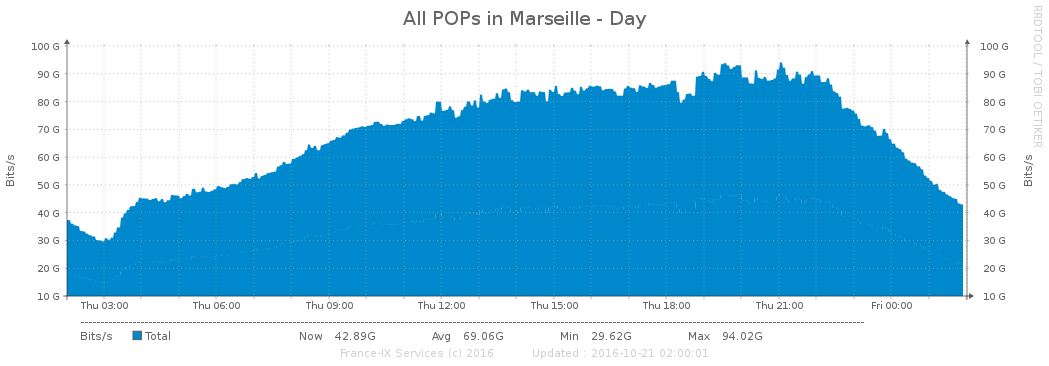 All POPs in Marseille - Day
RRDTOOL / TOBI OETIKER
Bits/s
100 G
90 G
80 G
70 G
60 G
50 G
40 G
30 G
20 G
10 G
100 G
90 G
80 G
70 G
60 G
50 G
40 G
30 G
20 G
10 G
Bits/s
Thu 03:00 Thu 06:00 Thu 09:00 Thu 12:00 Thu 15:00 Thu 18:00 Thu 21:00 Fri 00:00
Bits/s Total Now 42.89G Avg 69.06G Min 29.62G Max 94.02G
France-IX Services (c) 2016 Updated : 2016-10-21 02:00:01